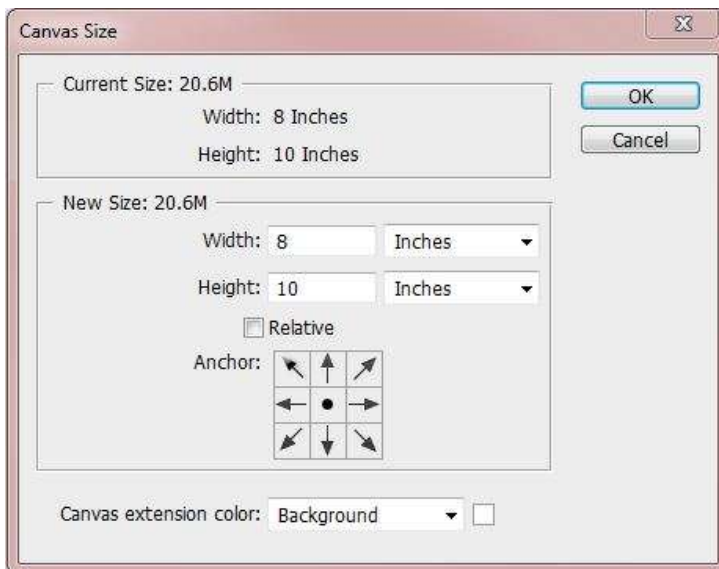 Canvas Size
Current Size: 20.6M
Width: 8 Inches
Height: 10 Inches
OK
Cancel
New Size: 20.6M
Width: 8 Inches
Height: 10 Inches
Relative
Anchor:
Canvas extension color: Background